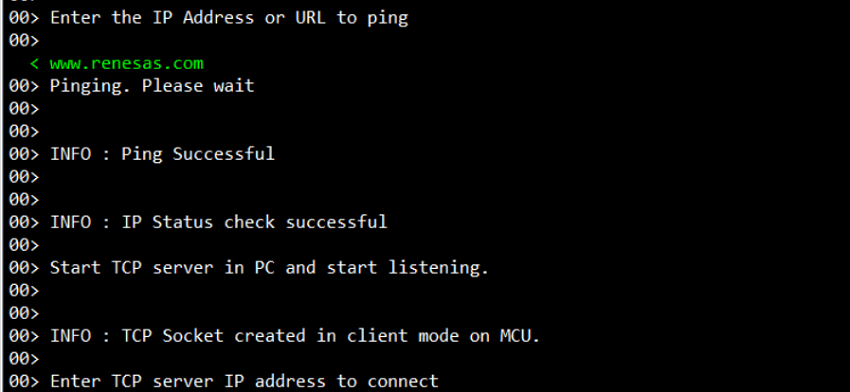 00> Enter the IP Address or URL to ping
00>
< www.renesas.com
00> Pinging. Please wait
00>
00>
00> INFO : Ping Successful
00>
00>
00> INFO : IP Status check successful
00>
00> Start TCP server in PC and start listening.
00>
00>
00> INFO : TCP Socket created in client mode on MCU.
00>
00> Enter TCP server IP address to connect